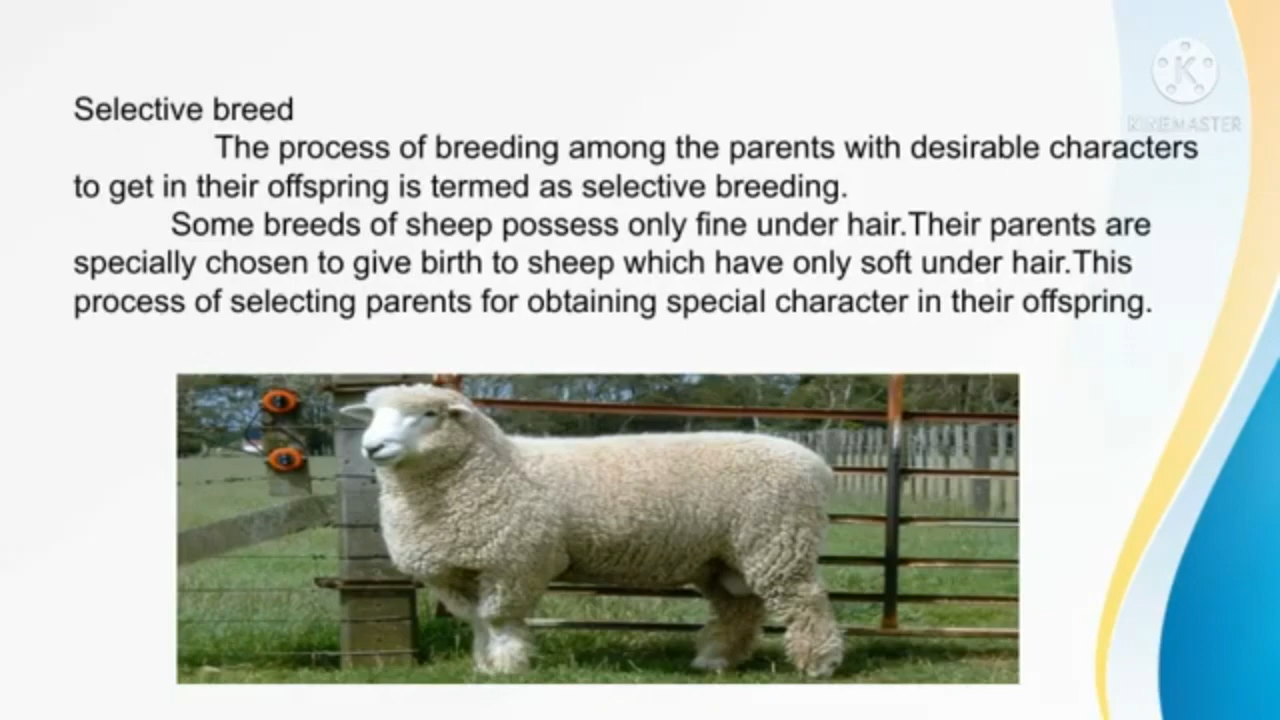 Selective breed
The process of breeding among the parents with desirable characters
to get in their offspring is termed as selective breeding.
Some breeds of sheep possess only fine under hair.Their parents are
specially chosen to give birth to sheep which have only soft under hair.This
process of selecting parents for obtaining special character in their offspring.
K
KINEMASTER